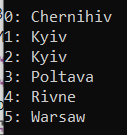 0: Chernihiv
1: Kyiv
2: Kyiv
3: Poltava
4: Rivne
5: Warsaw